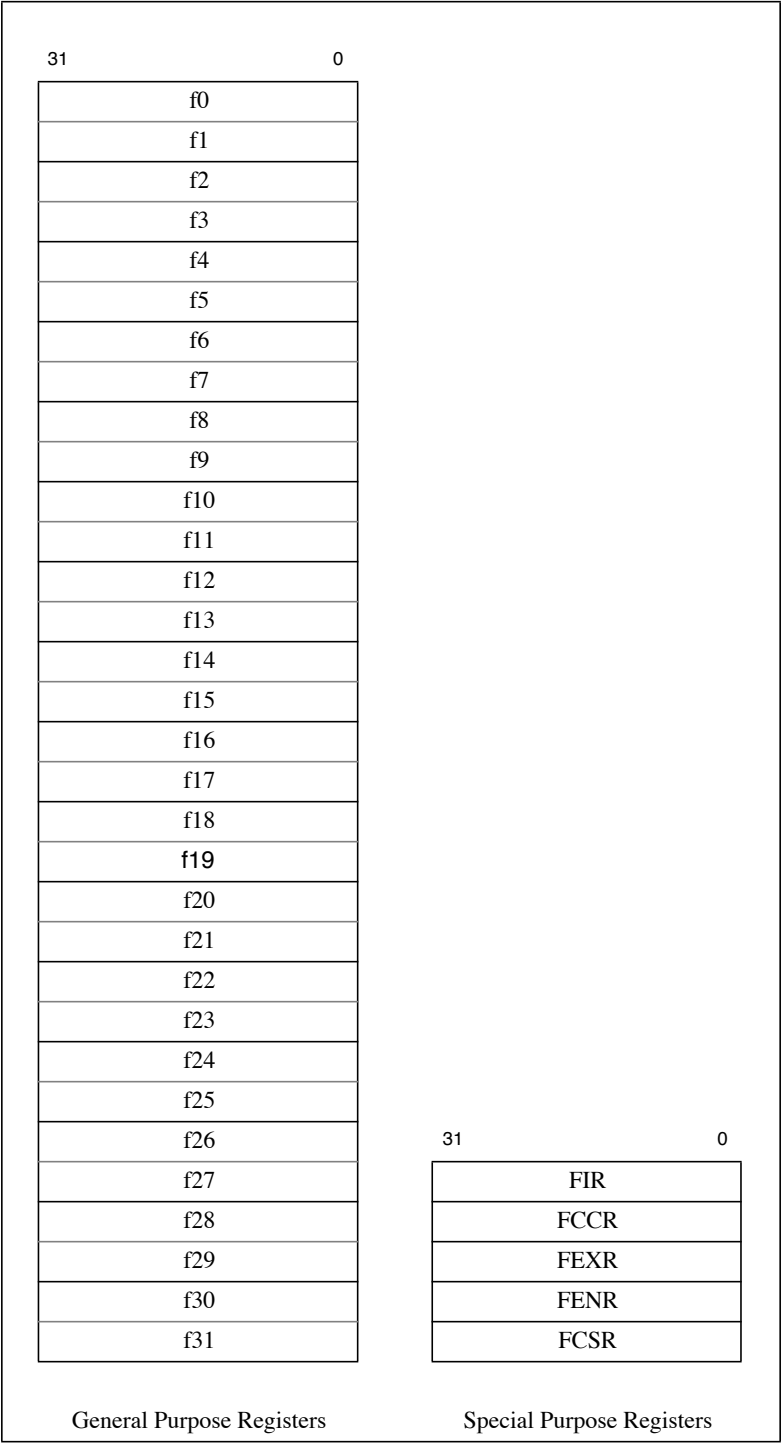 31 0
f0
f1
f2
f3
f4
f5
f6
f7
f8
f9
f10
f11
f12
f13
f14
f15
f16
f17
f18
f19
f20
f21
f22
f23
f24
f25
f26
f27
f28
f29
f30
f31
General Purpose Registers
31 0
FIR
FCCR
FEXR
FENR
FCSR
Special Purpose Registers